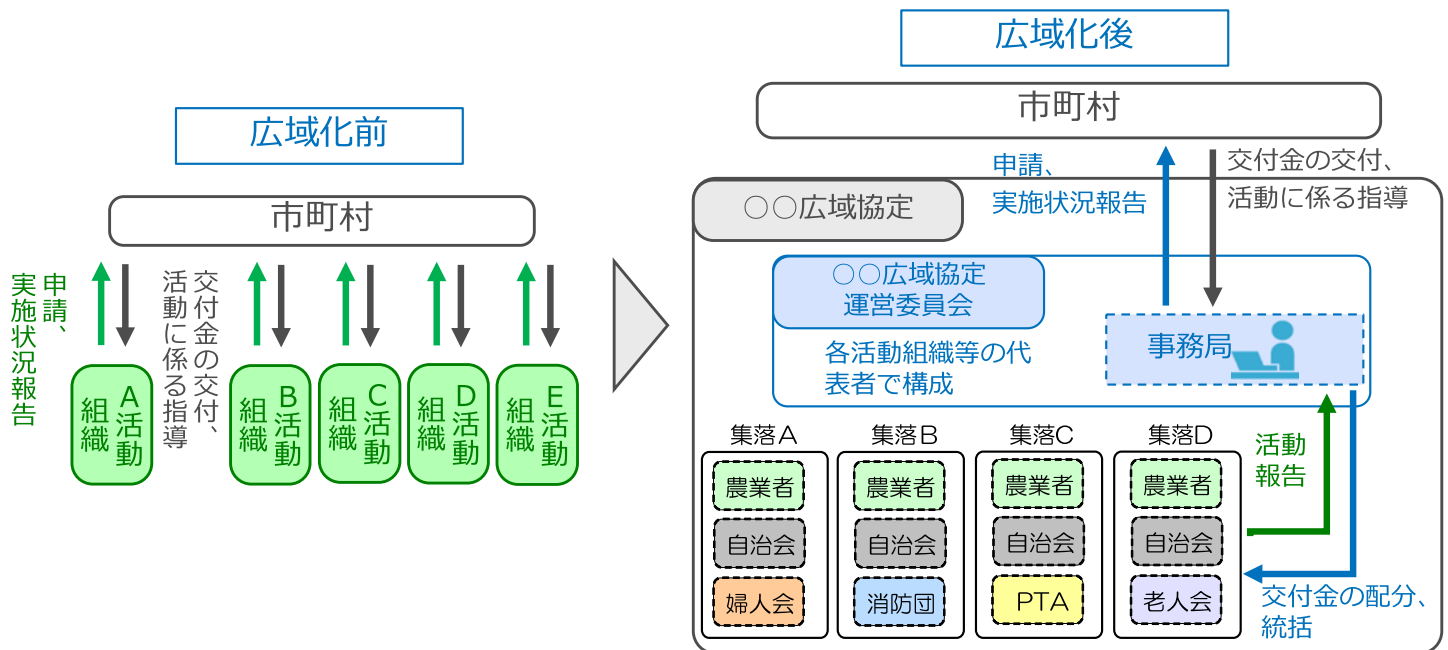 広域化前
市町村
申請、
実施状況報告
交付金の交付、
活動に係る指導
A活動
組織
B活動
組織
C活動
組織
D活動
組織
E活動
組織
広域化後
市町村
申請、
実施状況報告
交付金の交付、
活動に係る指導
○○広域協定
○○広域協定
運営委員会
各活動組織等の代
表者で構成
事務局
集落A
農業者
自治会
婦人会
集落B
農業者
自治会
消防団
集落C
農業者
自治会
PTA
集落D
農業者
自治会
老人会
活動
報告
交付金の配分、
統括